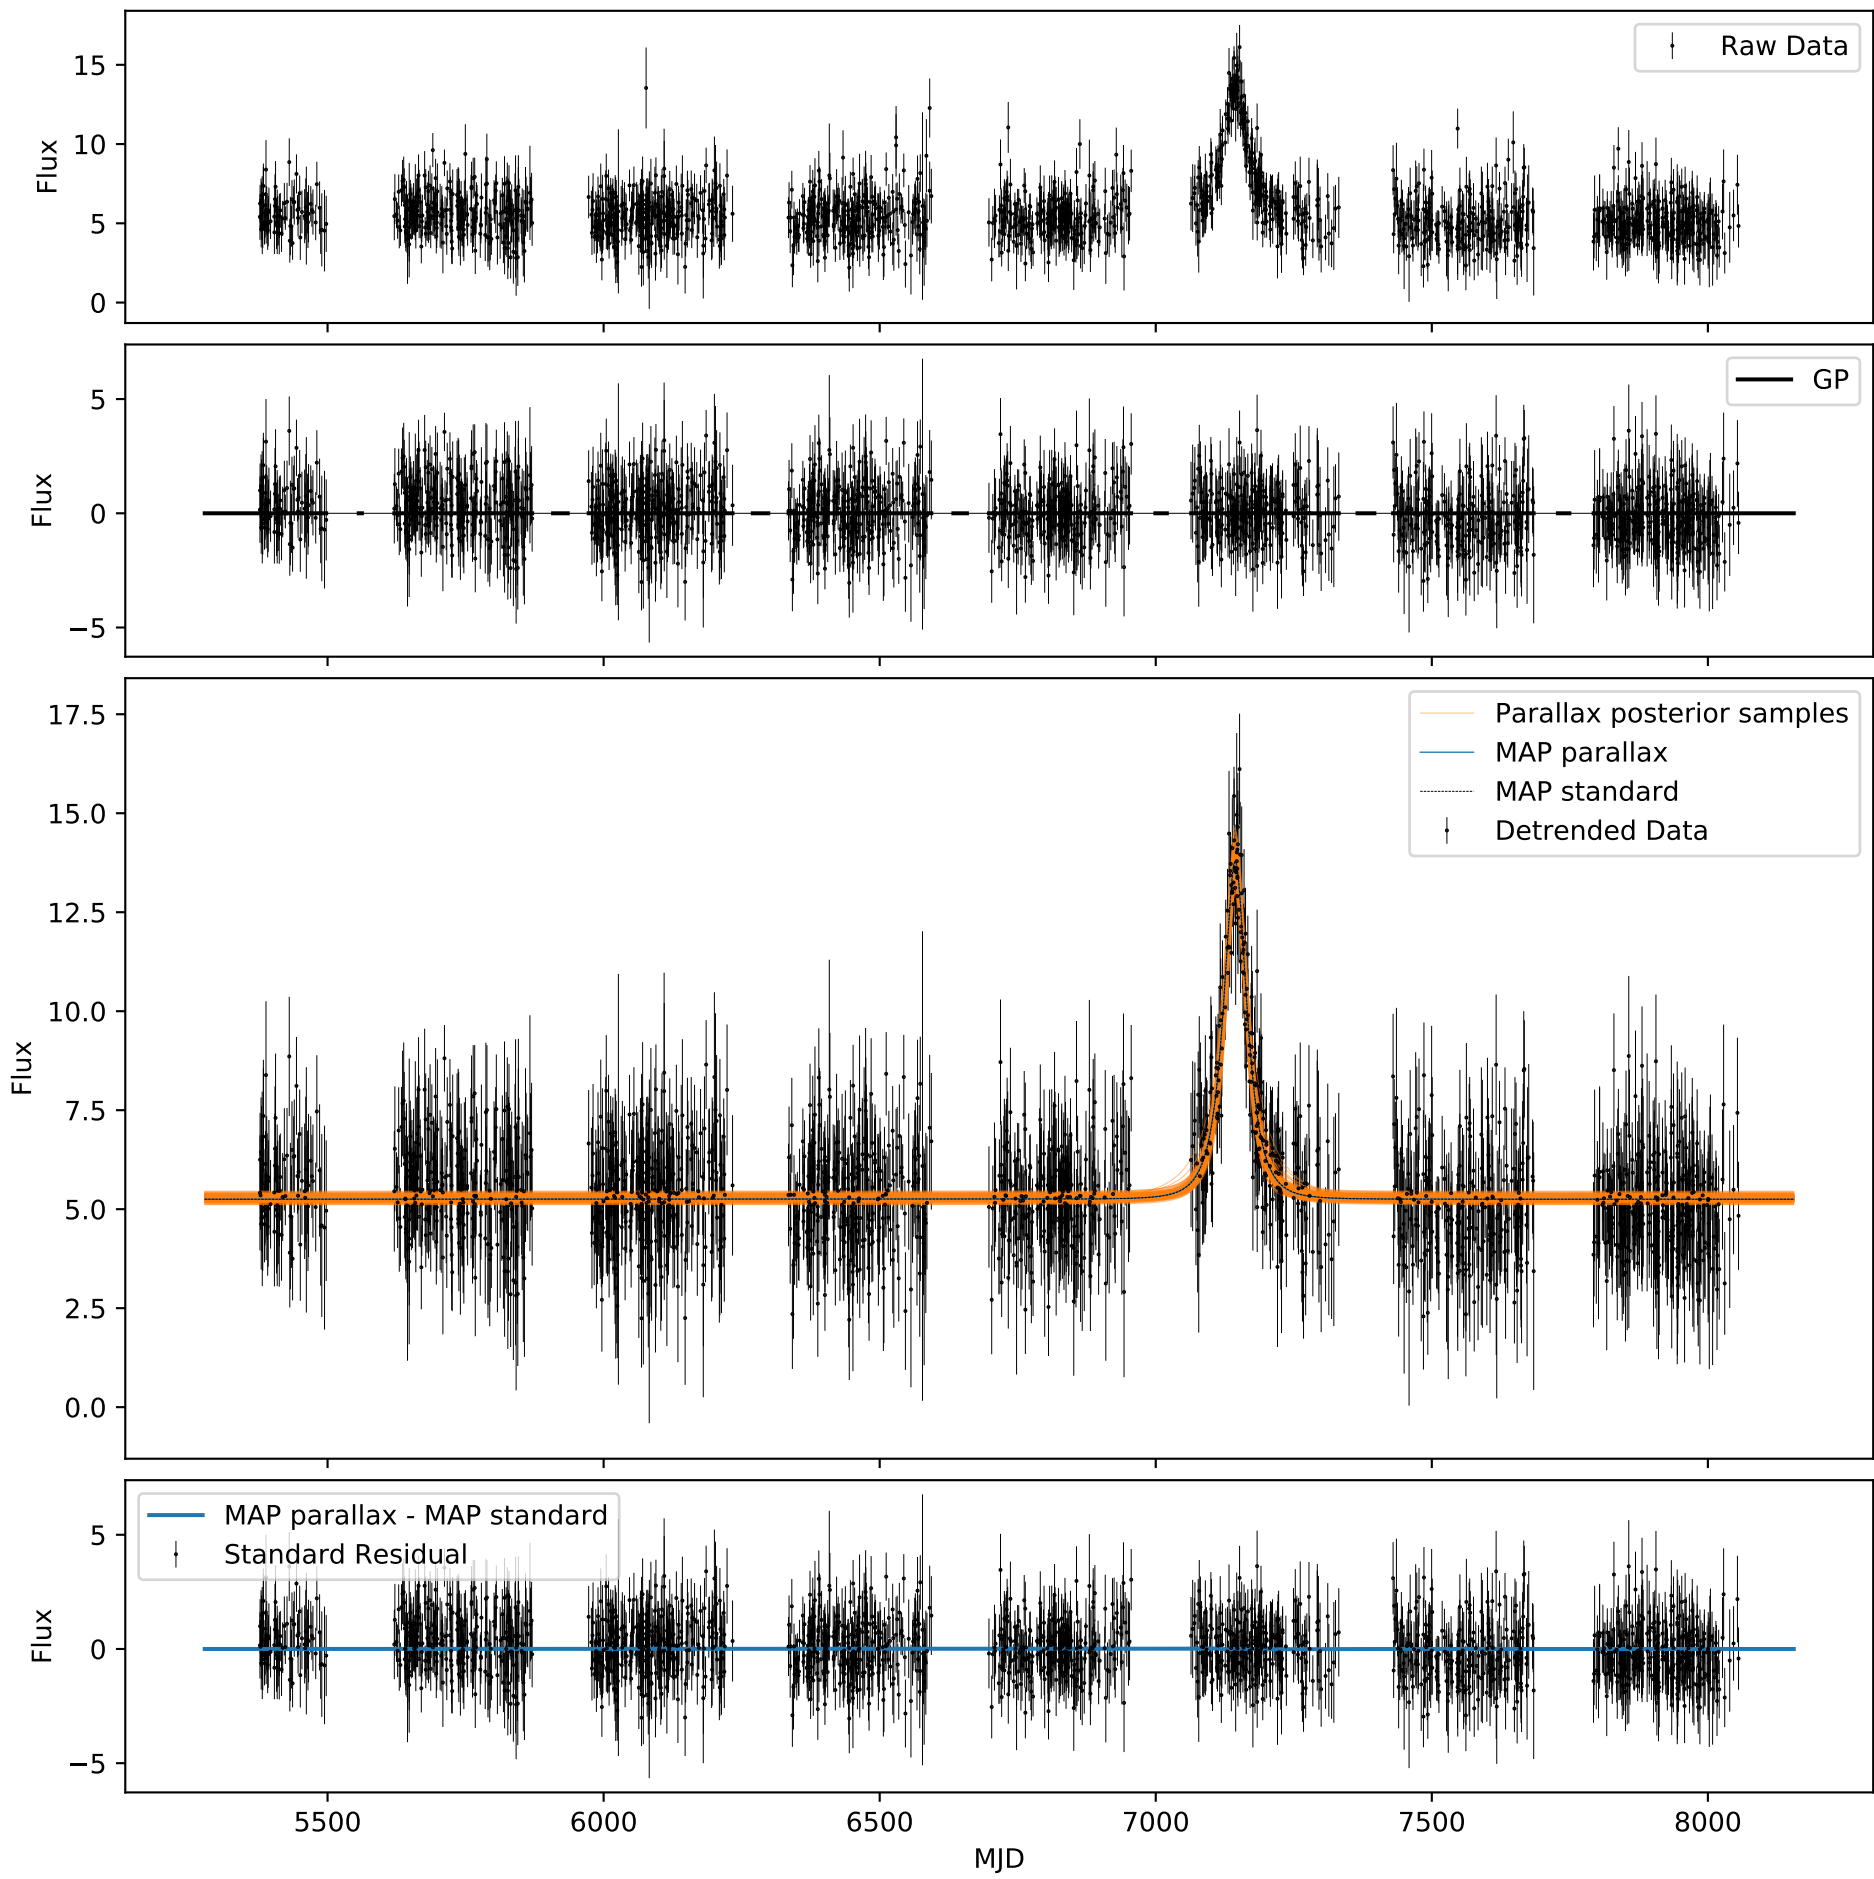 15
10
5
0
Flux
Raw Data
5
0
−5
Flux
GP
17.5
15.0
12.5
10.0
7.5
5.0
2.5
0.0
Flux
Parallax posterior samples
MAP parallax
MAP standard
Detrended Data
5
0
−5
Flux
MAP parallax - MAP standard
Standard Residual
5500 6000 6500 7000 7500 8000
MJD